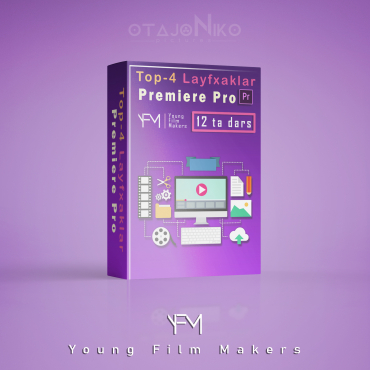 OTAJONIKO
Top-4 Layfxaklar
Premiere Pro Pr
YFM Young
Film
Makers
12 ta dars
Top-4 Layfxaklar
Premiere Pro
YFM
Young Film Makers